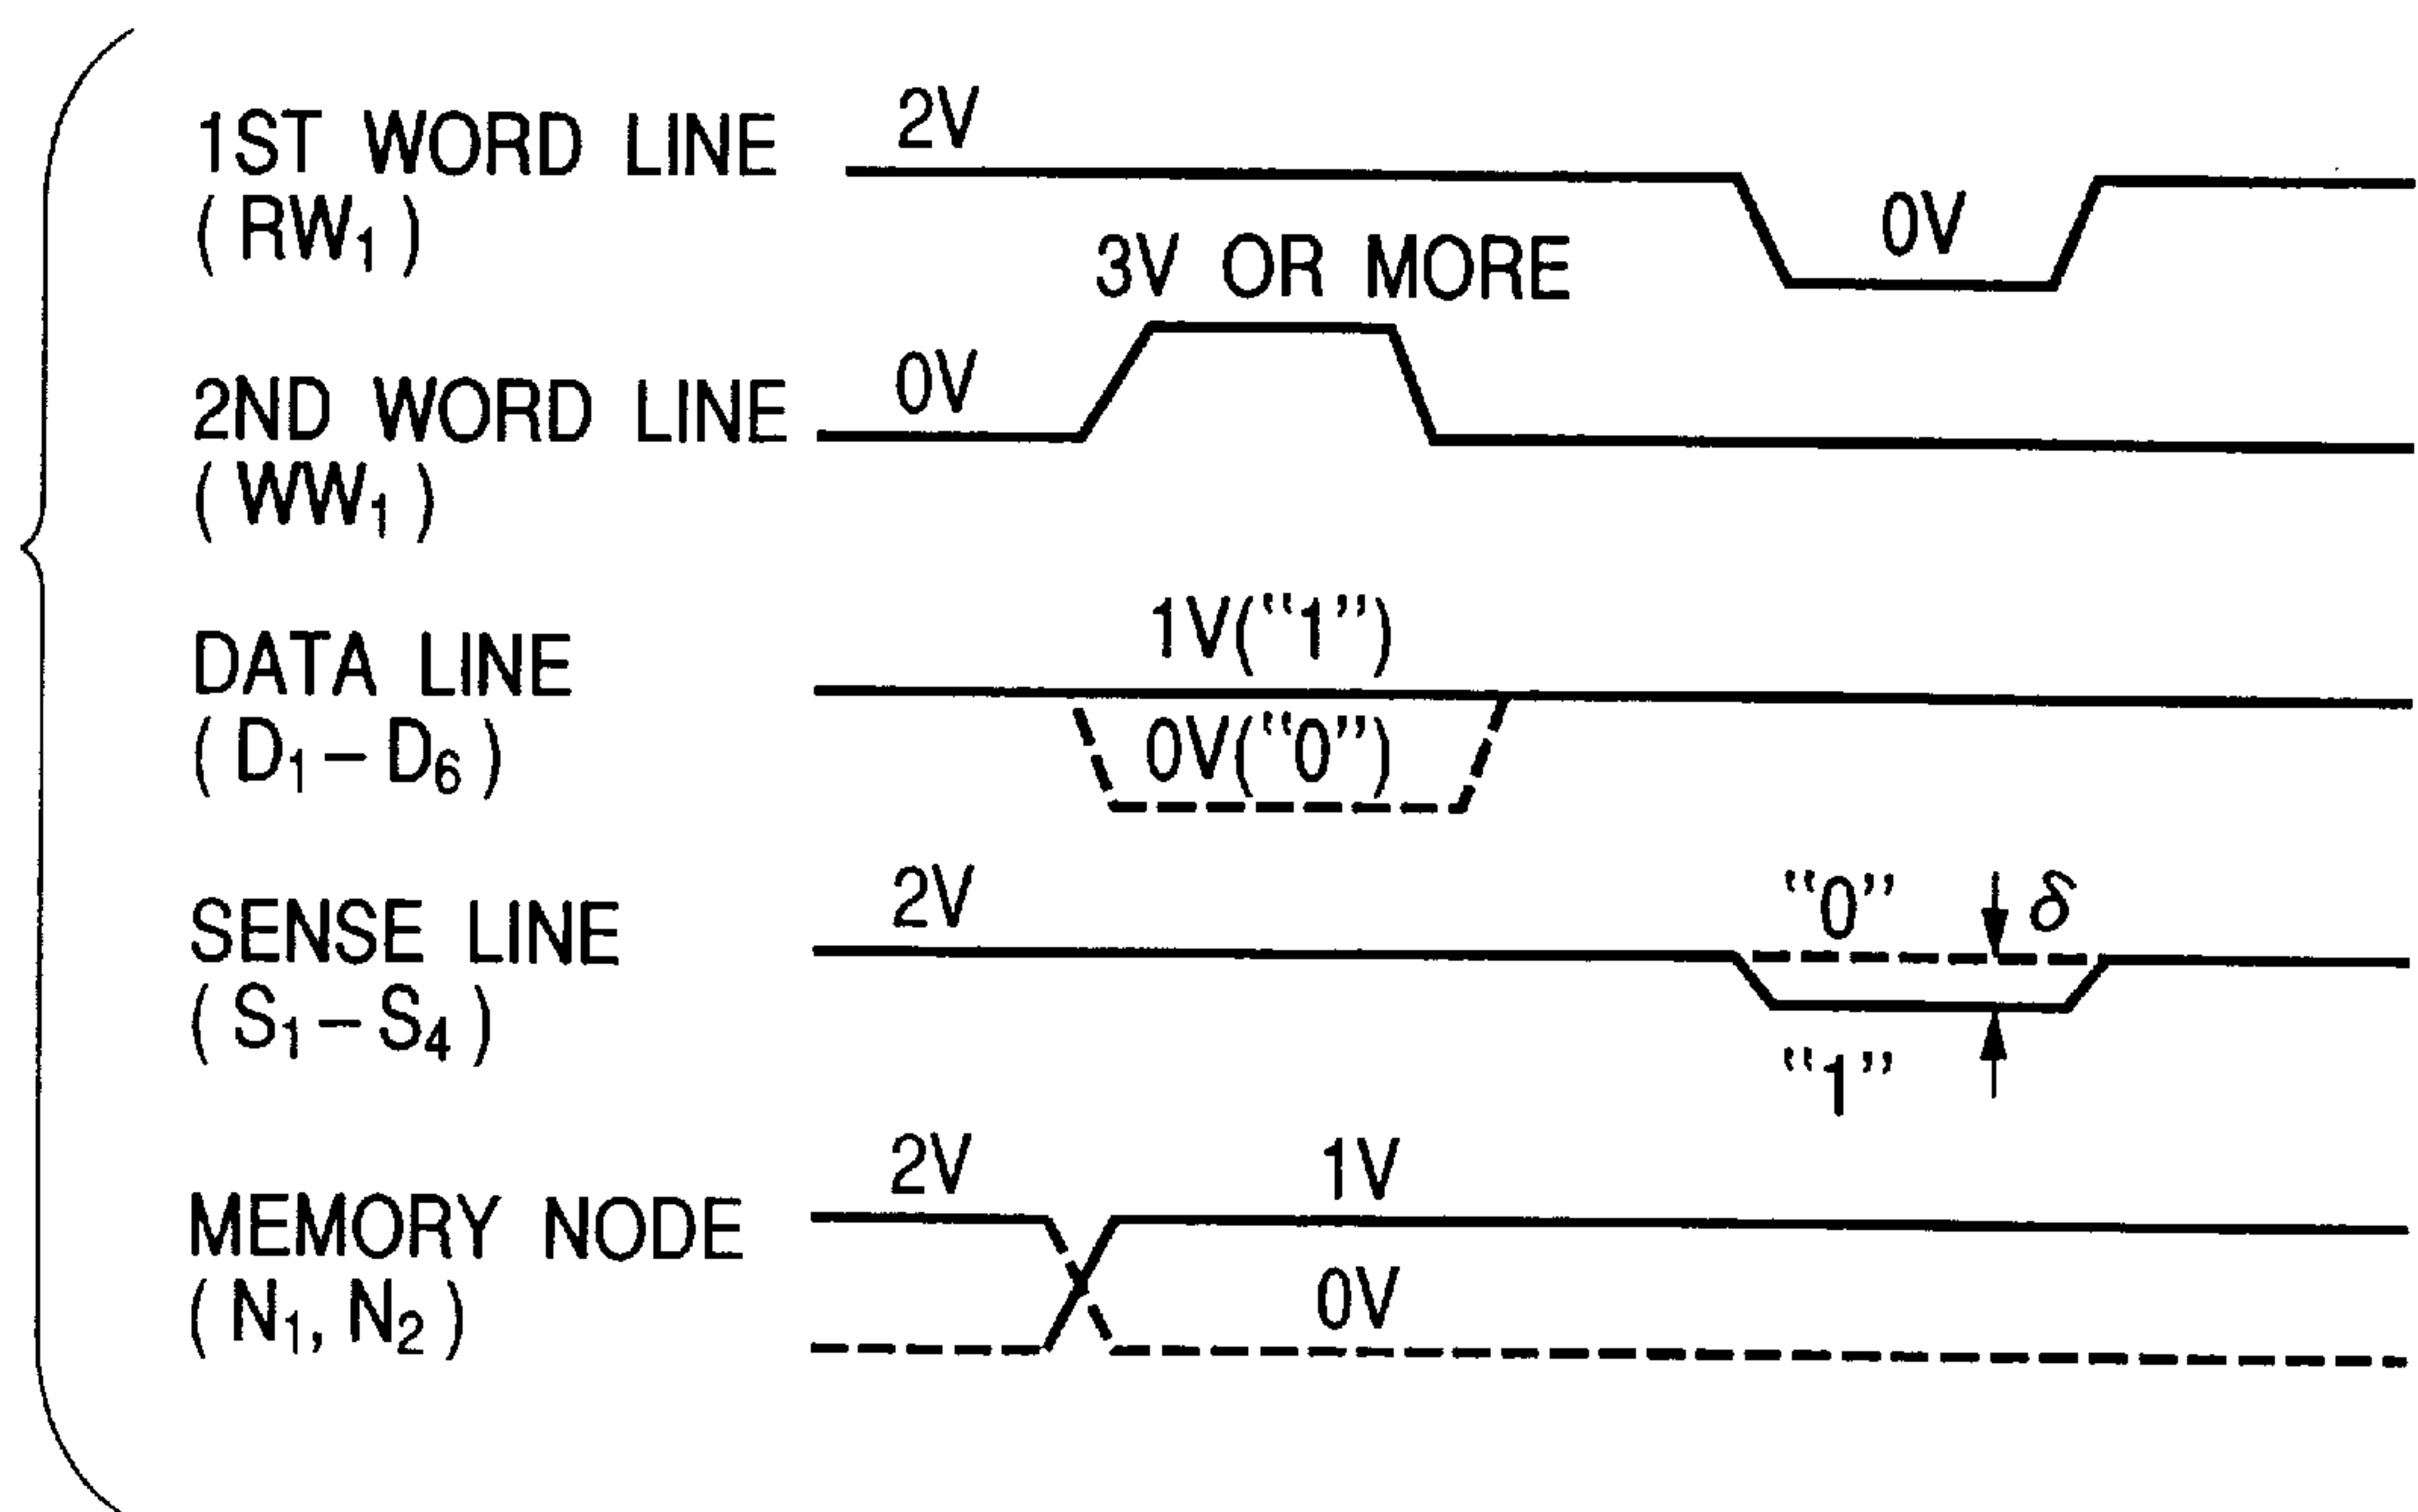 1ST WORD LINE
(RW₁)
2V
0V
3V OR MORE
2ND WORD LINE
(WW₁)
0V
DATA LINE
(D₁–D₆)
1V(“1”)
0V(“0”)
SENSE LINE
(S₁–S₄)
2V
“0”
δ
“1”
MEMORY NODE
(N₁, N₂)
2V
1V
0V